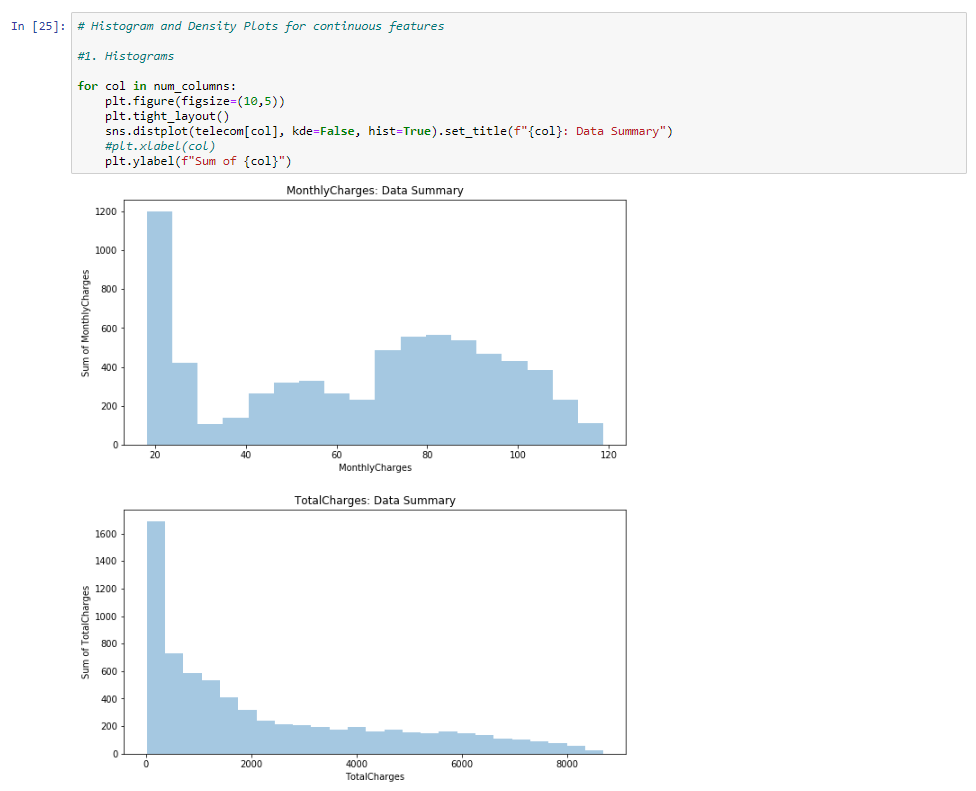 In [25]: # Histogram and Density Plots for continuous features
#1. Histograms
for col in num_columns:
    plt.figure(figsize=(10,5))
    plt.tight_layout()
    sns.distplot(telecom[col], kde=False, hist=True).set_title(f"{col}: Data Summary")
    #plt.xlabel(col)
    plt.ylabel(f"Sum of {col}")
MonthlyCharges: Data Summary
1200
1000
800
600
400
200
0
Sum of MonthlyCharges
20 40 60 80 100 120
MonthlyCharges
TotalCharges: Data Summary
1600
1400
1200
1000
800
600
400
200
0
Sum of TotalCharges
0 2000 4000 6000 8000
TotalCharges